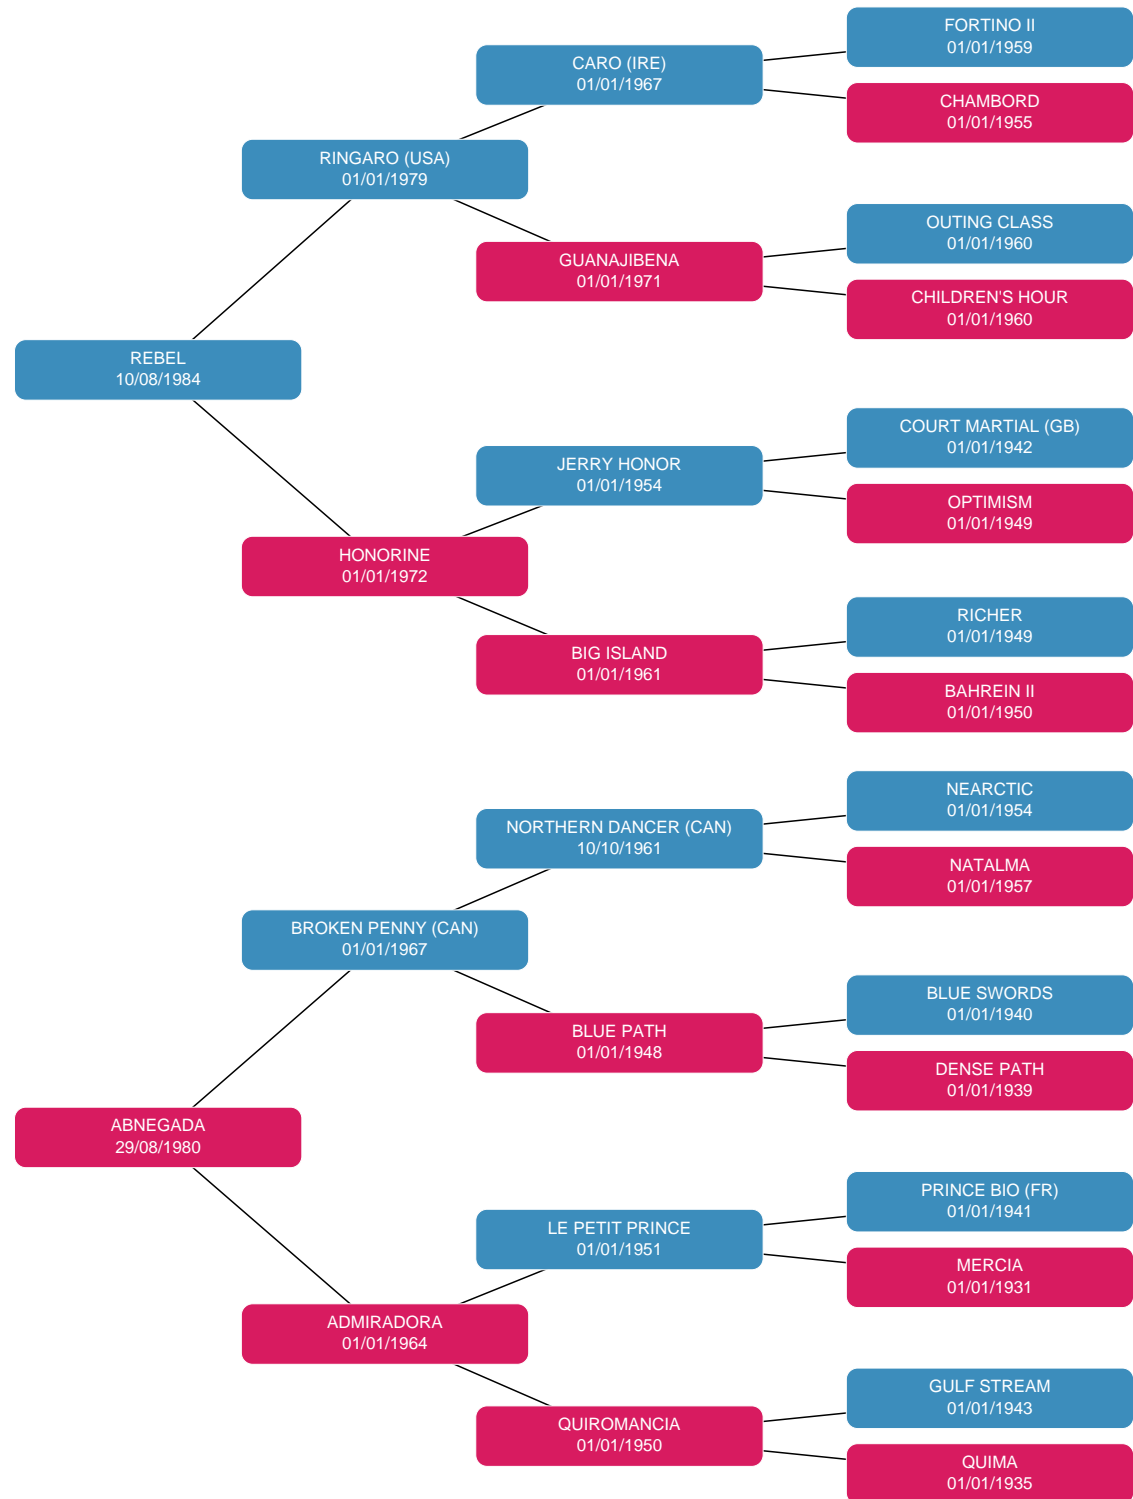 FORTINO II
01/01/1959
CARO (IRE)
01/01/1967
CHAMBORD
01/01/1955
RINGARO (USA)
01/01/1979
OUTING CLASS
01/01/1960
GUANAJIBENA
01/01/1971
CHILDREN'S HOUR
01/01/1960
REBEL
10/08/1984
COURT MARTIAL (GB)
01/01/1942
JERRY HONOR
01/01/1954
OPTIMISM
01/01/1949
HONORINE
01/01/1972
RICHER
01/01/1949
BIG ISLAND
01/01/1961
BAHREIN II
01/01/1950
NEARCTIC
01/01/1954
NORTHERN DANCER (CAN)
10/10/1961
NATALMA
01/01/1957
BROKEN PENNY (CAN)
01/01/1967
BLUE SWORDS
01/01/1940
BLUE PATH
01/01/1948
DENSE PATH
01/01/1939
ABNEGADA
29/08/1980
PRINCE BIO (FR)
01/01/1941
LE PETIT PRINCE
01/01/1951
MERCIA
01/01/1931
ADMIRADORA
01/01/1964
GULF STREAM
01/01/1943
QUIROMANCIA
01/01/1950
QUIMA
01/01/1935